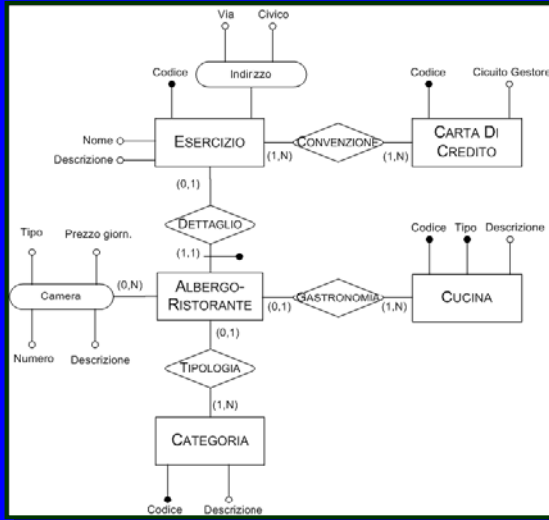 Via
Civico
Codice
Indirizzo
Codice
Cicuito Gestore
Nome
ESERCIZIO
CONVENZIONE
CARTA DI
CREDITO
Descrizione
(1,N)
(1,N)
(0,1)
DETTAGLIO
Tipo
Prezzo giorn.
(1,1)
Codice
Tipo
Descrizione
Camera
(0,N)
ALBERGO-
RISTORANTE
(0,1)
GASTRONOMIA
(1,N)
CUCINA
(0,1)
Numero
Descrizione
TIPOLOGIA
(1,N)
CATEGORIA
Codice
Descrizione